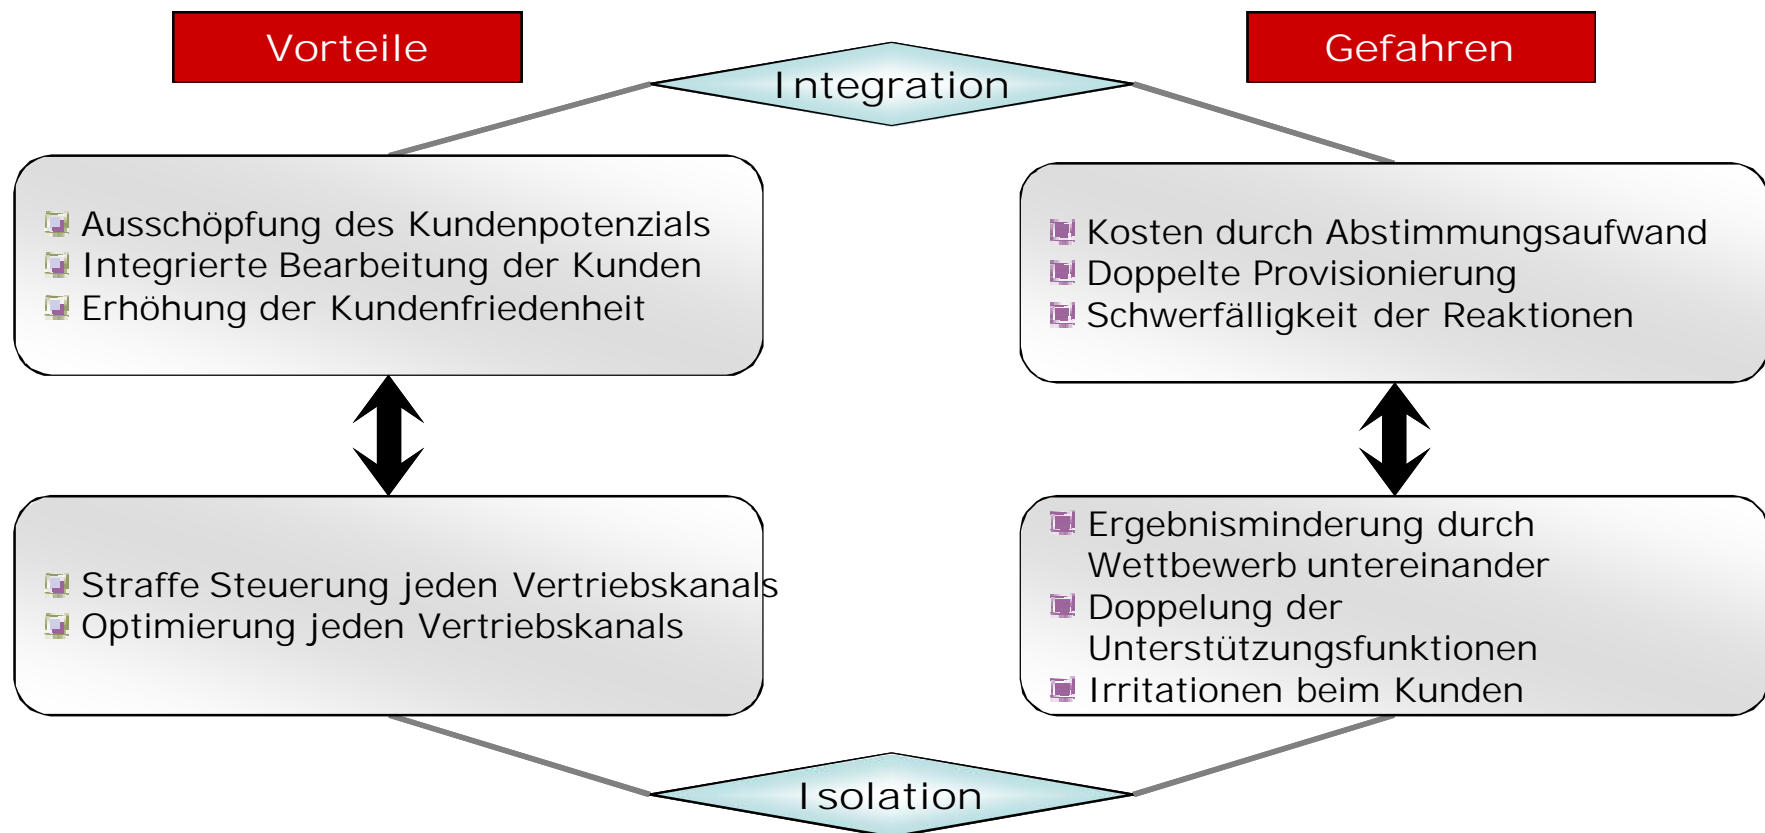 Vorteile
Gefahren
Integration
Ausschöpfung des Kundenpotenzials
Integrierte Bearbeitung der Kunden
Erhöhung der Kundenfriedenheit
Kosten durch Abstimmungsaufwand
Doppelte Provisionierung
Schwerfälligkeit der Reaktionen
Straffe Steuerung jeden Vertriebskanals
Optimierung jeden Vertriebskanals
Ergebnisminderung durch
Wettbewerb untereinander
Doppelung der
Unterstützungsfunktionen
Irritationen beim Kunden
Isolation